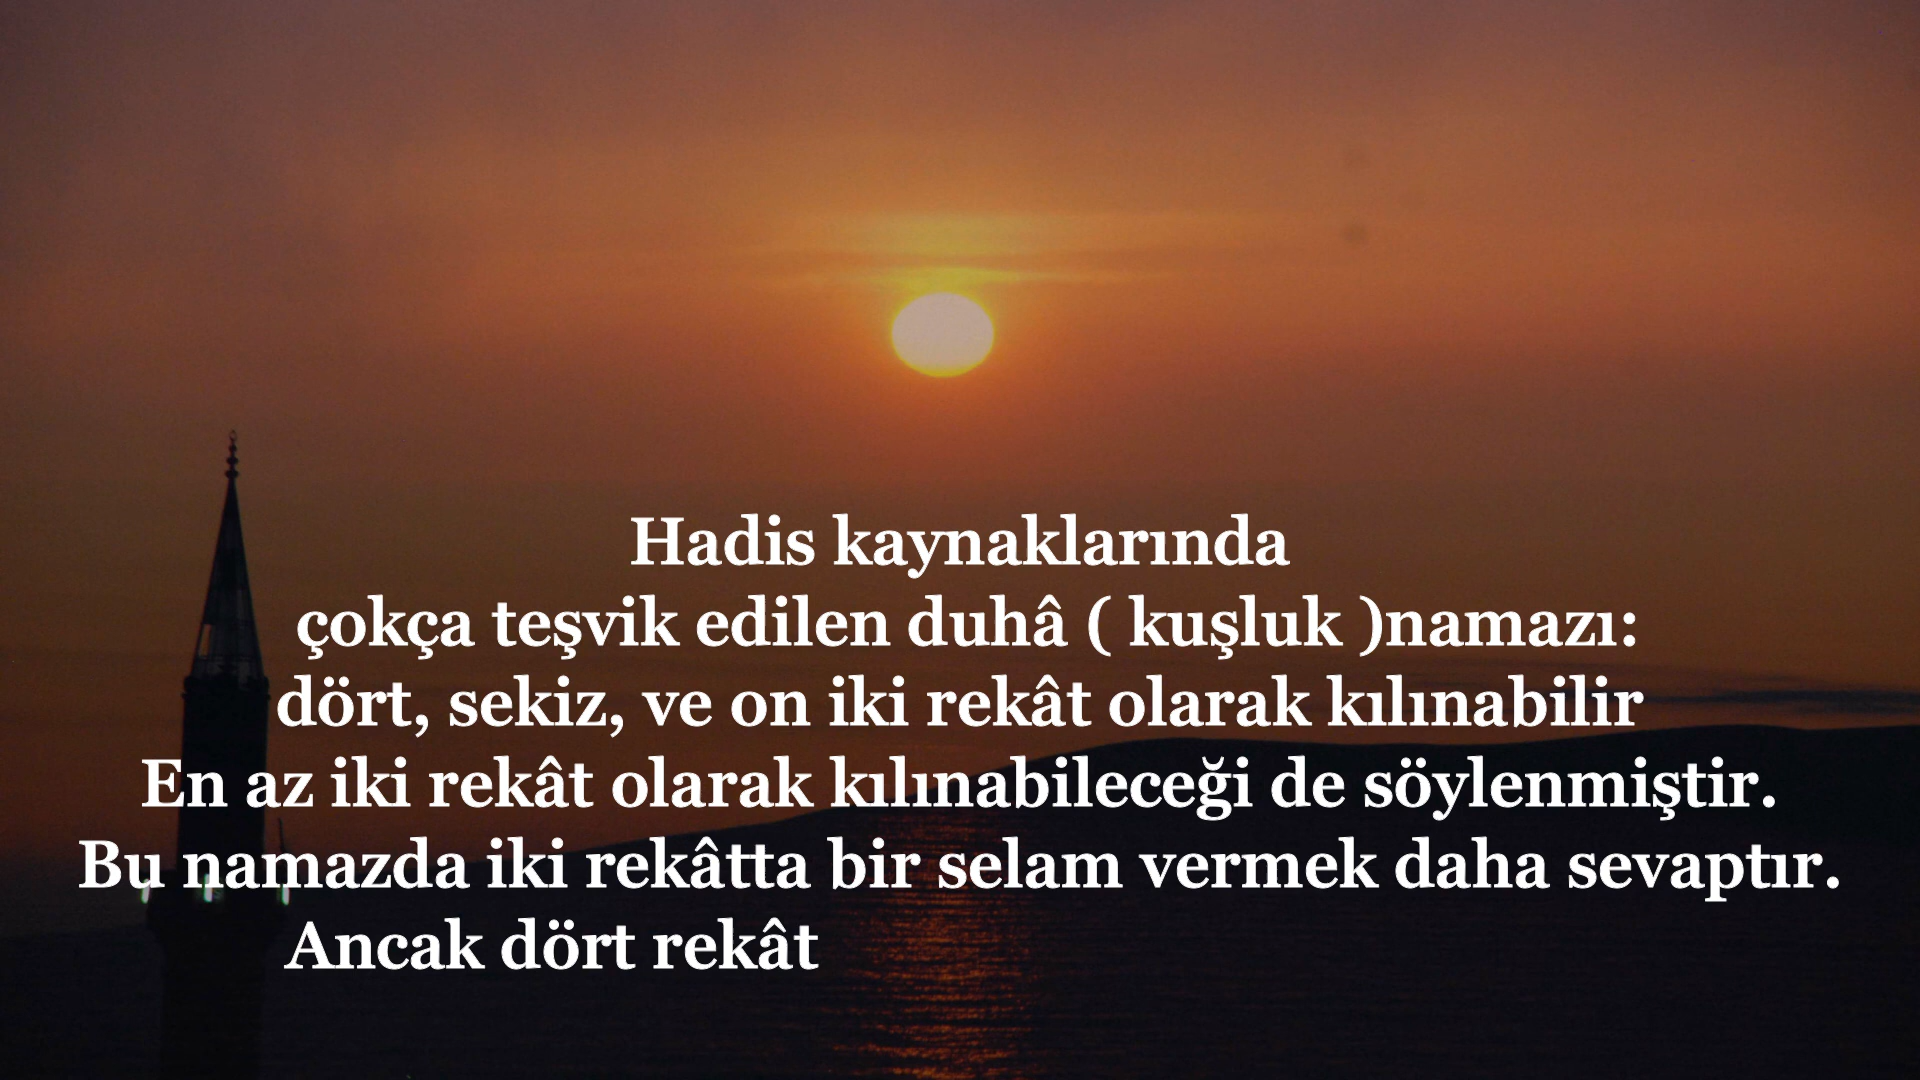 Hadis kaynaklarında
çokça teşvik edilen duhâ ( kuşluk )namazı:
dört, sekiz, ve on iki rekât olarak kılınabilir
En az iki rekât olarak kılınabileceği de söylenmiştir.
Bu namazda iki rekâtta bir selam vermek daha sevaptır.
Ancak dört rekât